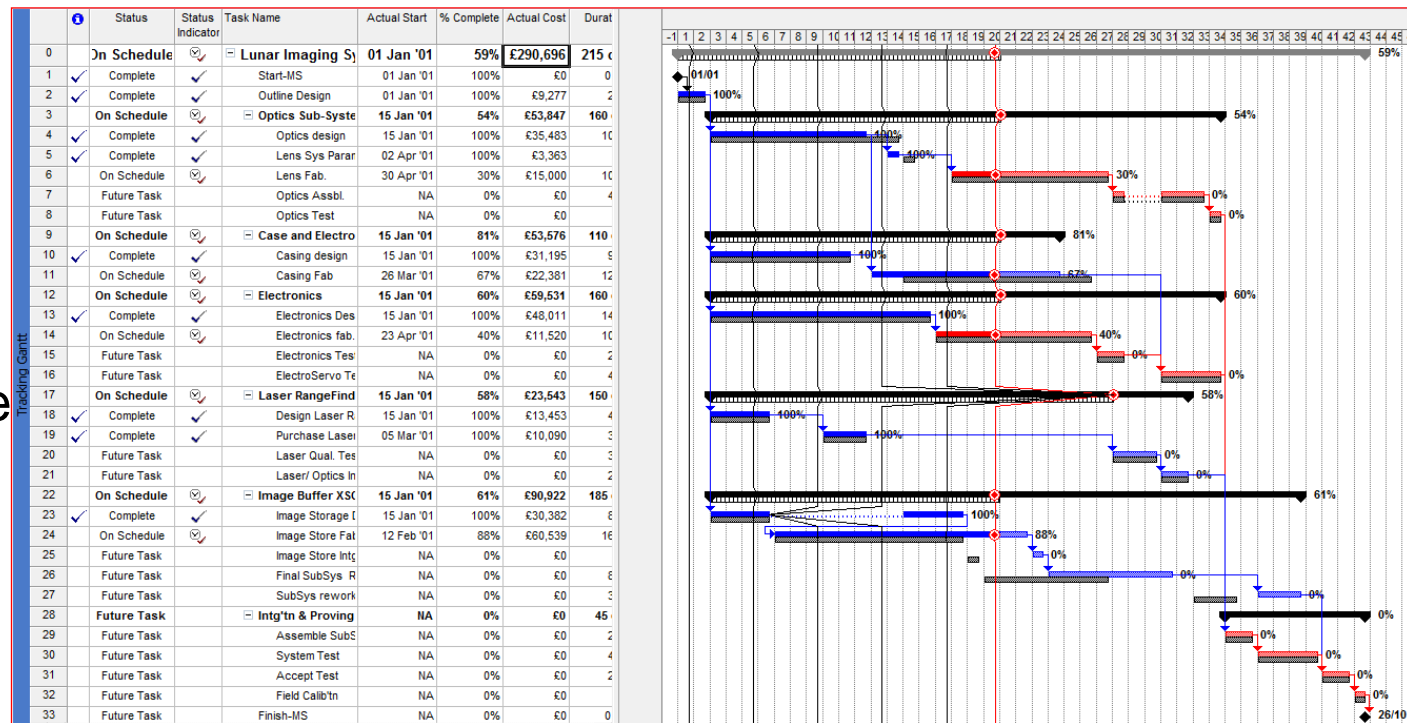 Status Status Indicator Task Name Actual Start % Complete Actual Cost Durat
-1 1 2 3 4 5 6 7 8 9 10 11 12 13 14 15 16 17 18 19 20 21 22 23 24 25 26 27 28 29 30 31 32 33 34 35 36 37 38 39 40 41 42 43 44 45
0 On Schedule Lunar Imaging Sy 01 Jan '01 59% £290,696 215 d 59%
1 Complete Start-MS 01 Jan '01 100% £0 0 01/01
2 Complete Outline Design 01 Jan '01 100% £9,277 2 100%
3 On Schedule Optics Sub-Syste 15 Jan '01 54% £53,847 160 54%
4 Complete Optics design 15 Jan '01 100% £35,483 10 100%
5 Complete Lens Sys Param 02 Apr '01 100% £3,363 100%
6 On Schedule Lens Fab. 30 Apr '01 30% £15,000 10 30%
7 Future Task Optics Assbl. NA 0% £0 4 0%
8 Future Task Optics Test NA 0% £0 0%
9 On Schedule Case and Electro 15 Jan '01 81% £53,576 110 81%
10 Complete Casing design 15 Jan '01 100% £31,195 9 100%
11 On Schedule Casing Fab 26 Mar '01 67% £22,381 12 67%
12 On Schedule Electronics 15 Jan '01 60% £59,531 160 60%
13 Complete Electronics Des 15 Jan '01 100% £48,011 14 100%
14 On Schedule Electronics fab. 23 Apr '01 40% £11,520 10 40%
15 Future Task Electronics Tes NA 0% £0 2 0%
16 Future Task ElectroServo Te NA 0% £0 4 0%
17 On Schedule Laser RangeFind 15 Jan '01 58% £23,543 150 58%
18 Complete Design Laser R 15 Jan '01 100% £13,453 4 100%
19 Complete Purchase Laser 05 Mar '01 100% £10,090 3 100%
20 Future Task Laser Qual. Tes NA 0% £0 3 0%
21 Future Task Laser/ Optics In NA 0% £0 2 0%
22 On Schedule Image Buffer XS( 15 Jan '01 61% £90,922 185 61%
23 Complete Image Storage D 15 Jan '01 100% £30,382 8 100%
24 On Schedule Image Store Fab 12 Feb '01 88% £60,539 16 88%
25 Future Task Image Store Intg NA 0% £0 0%
26 Future Task Final SubSys R NA 0% £0 8 0%
27 Future Task SubSys rework NA 0% £0 3 0%
28 Future Task Intg'tn & Proving NA 0% £0 45 0%
29 Future Task Assemble SubS NA 0% £0 2 0%
30 Future Task System Test NA 0% £0 4 0%
31 Future Task Accept Test NA 0% £0 2 0%
32 Future Task Field Calib'tn NA 0% £0 0%
33 Future Task Finish-MS NA 0% £0 0 26/10
Tracking Gantt
e